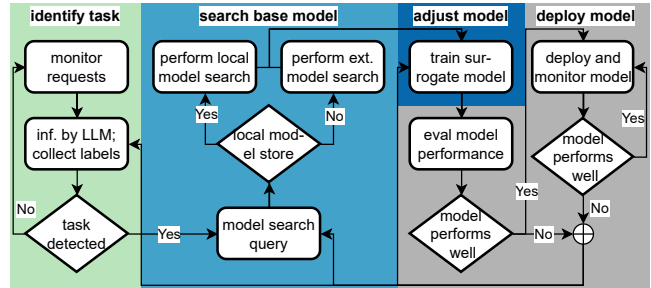 identify task
search base model
adjust model
deploy model
monitor
requests
perform local
model search
perform ext.
model search
train sur-
rogate model
deploy and
monitor model
Yes
No
Yes
inf. by LLM;
collect labels
local mod-
el store
eval model
performance
model
performs
well
No
Yes
No
task
detected
Yes
model search
query
model
performs
well
No